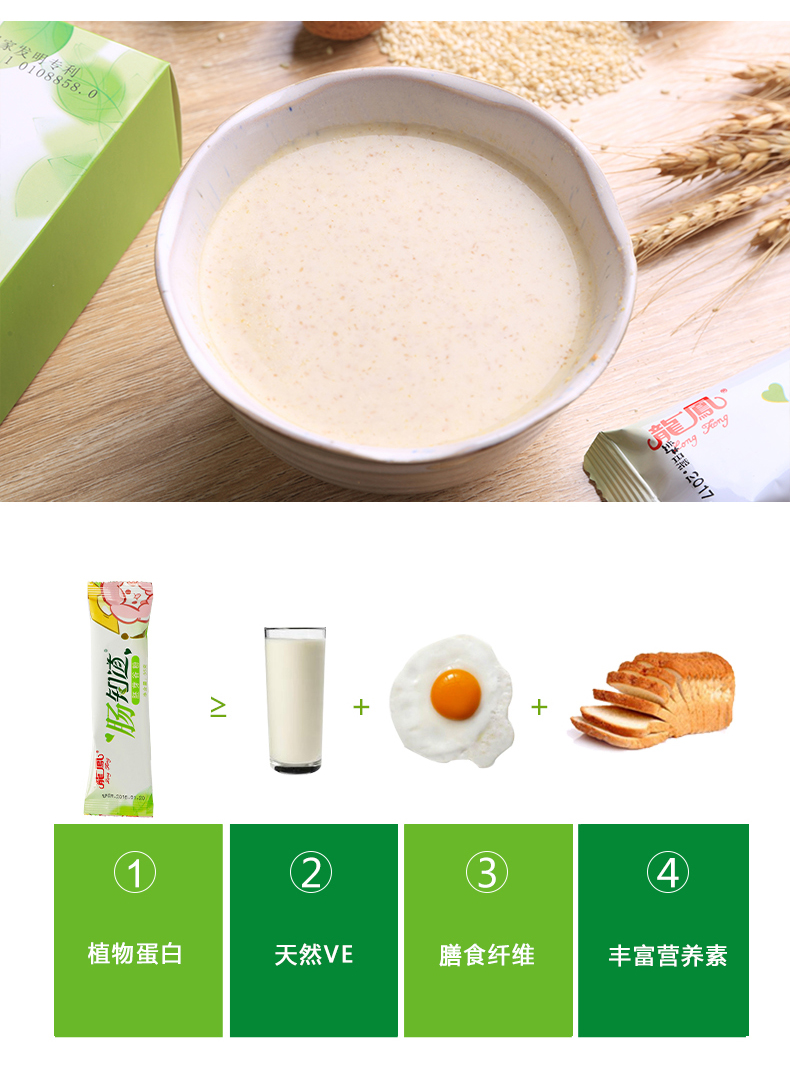 家发明专利
1 0108858.0
龍鳳®
Long Feng
2017
肠知道®
龍鳳
Long Feng
≥
+
+
① ② ③ ④
植物蛋白 天然VE 膳食纤维 丰富营养素